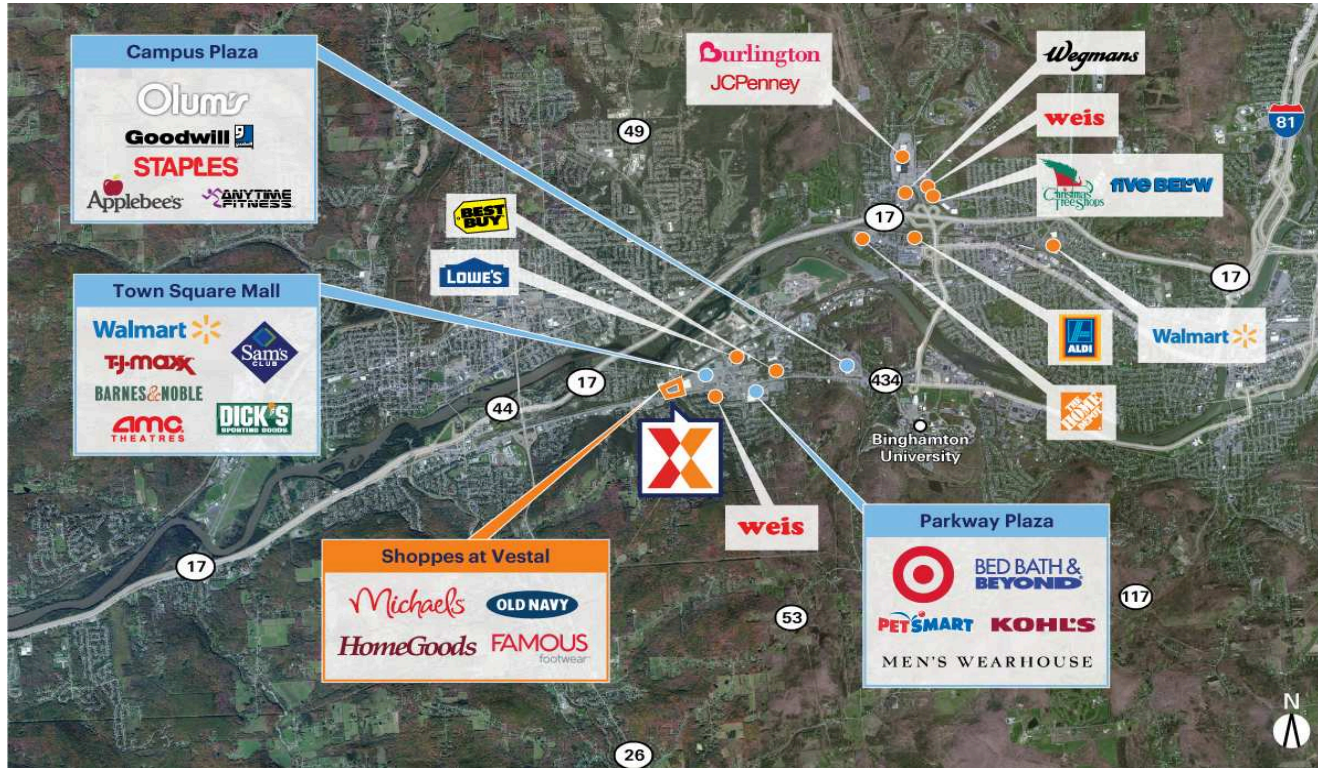 Campus Plaza
Olum's
Goodwill
STAPLES
Applebee's
ANYTIME
FITNESS
Town Square Mall
Walmart
Sam's
CLUB
T·J·maxx
BARNES&NOBLE
amc
THEATRES
DICK'S
SPORTING GOODS
BEST
BUY
LOWE'S
49
Burlington
JCPenney
Wegmans
weis
Christmas
Tree Shops
five BELOW
81
17
17
ALDI
Walmart
THE
HOME
DEPOT
17
44
434
Binghamton
University
weis
17
Shoppes at Vestal
Michaels
OLD NAVY
HomeGoods
FAMOUS
footwear
Parkway Plaza
BED BATH &
BEYOND
PETSMART
KOHL'S
MEN'S WEARHOUSE
53
117
26
N